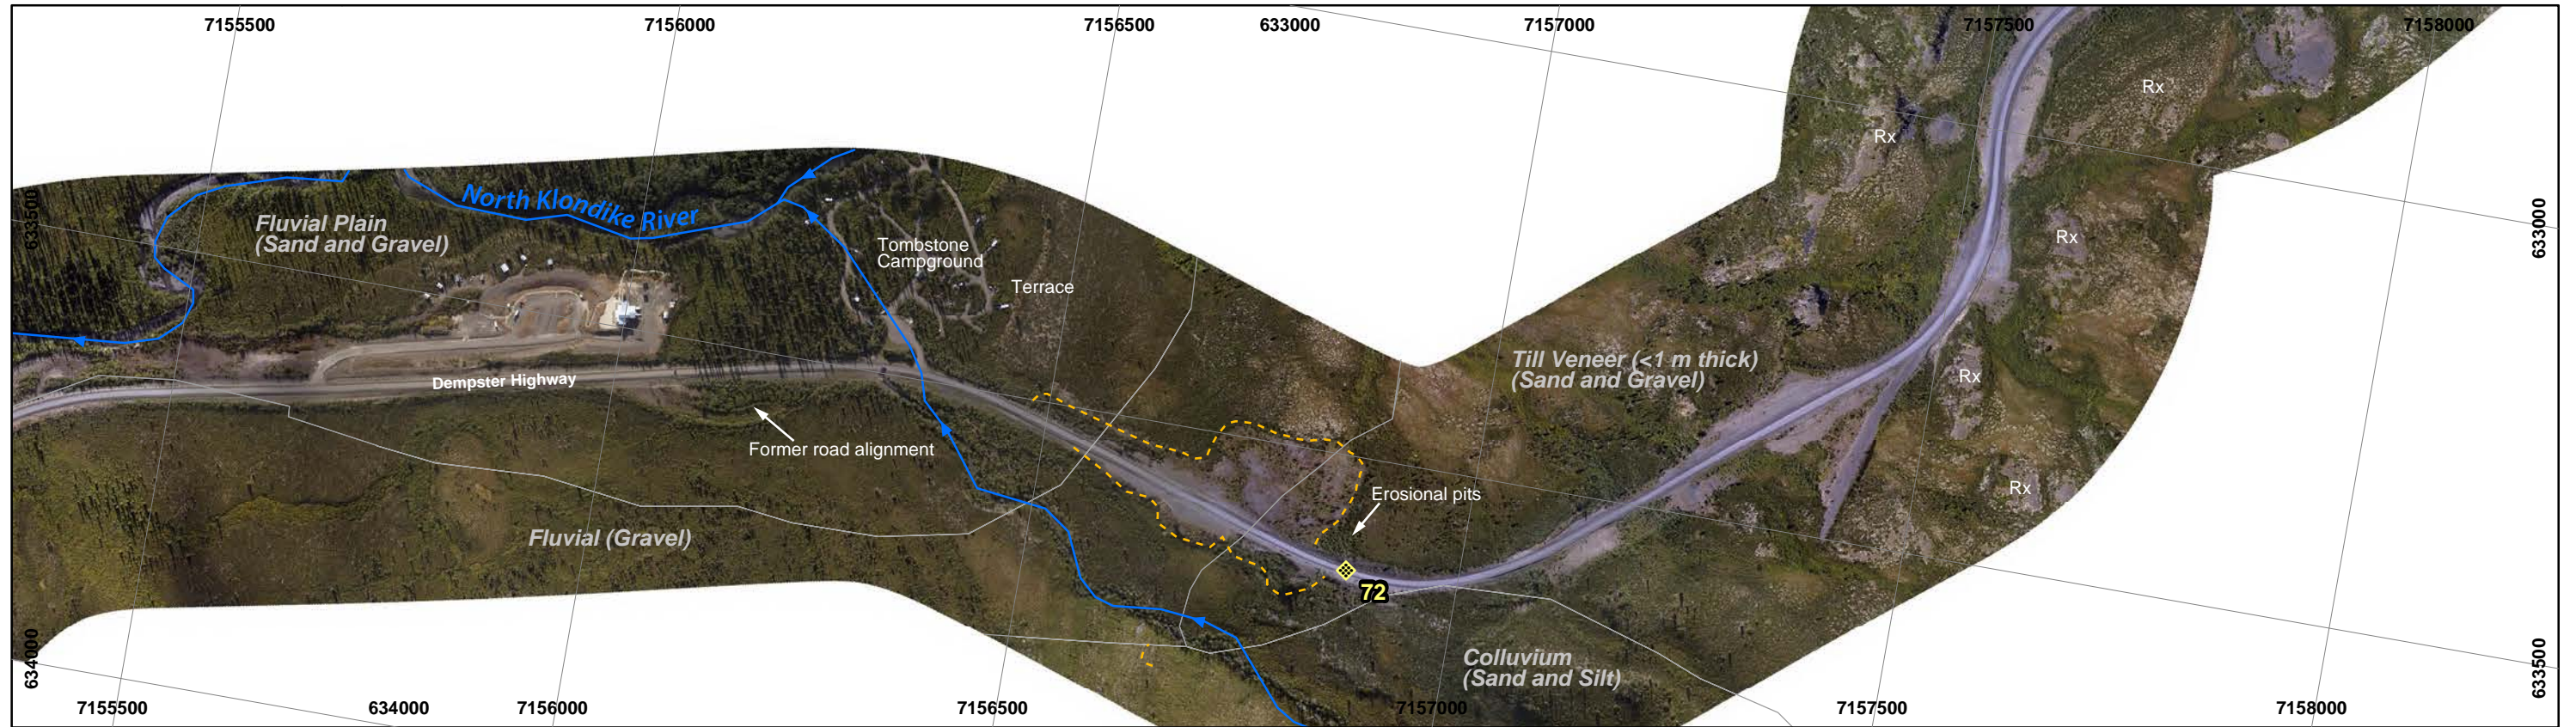 7155500
7156000
7156500
633000
7157000
7157500
7158000
Rx
Rx
633500
North Klondike River
Fluvial Plain
(Sand and Gravel)
Tombstone
Campground
Terrace
Rx
633000
Till Veneer (<1 m thick)
(Sand and Gravel)
Rx
Dempster Highway
Former road alignment
Erosional pits
Rx
Fluvial (Gravel)
72
634000
Colluvium
(Sand and Silt)
633500
7155500
634000
7156000
7156500
7157000
7157500
7158000